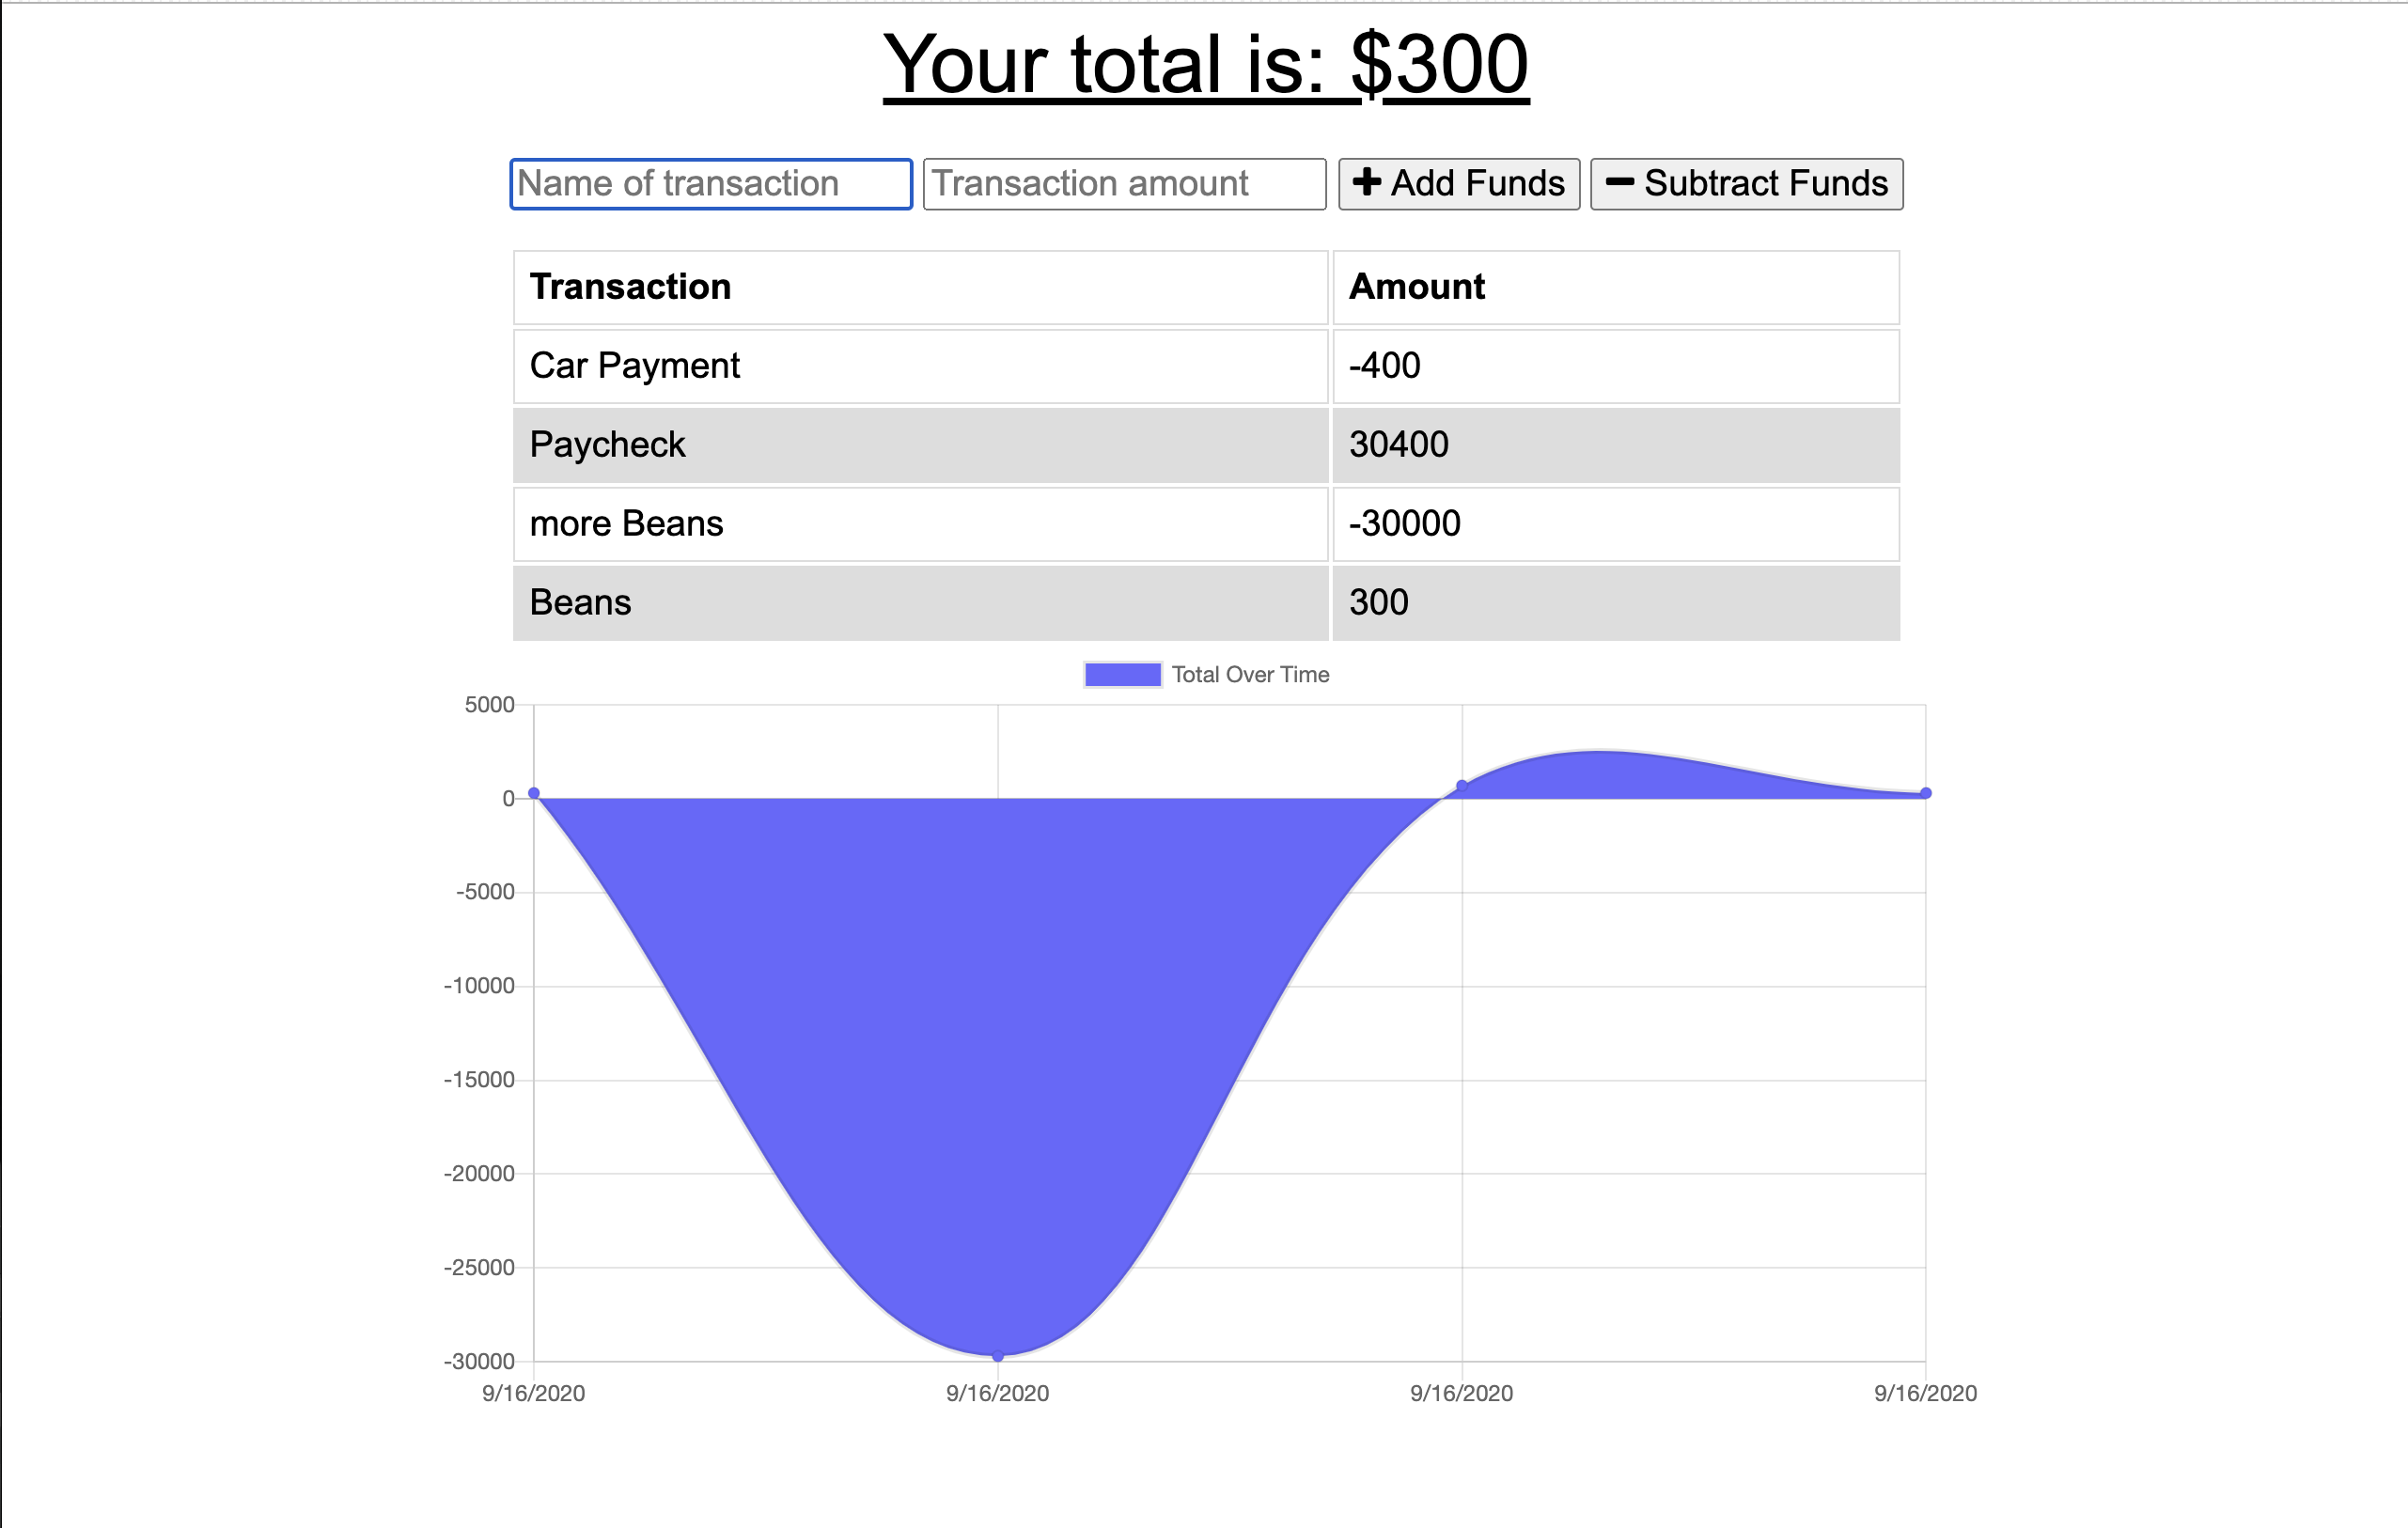 Your total is: $300
Name of transaction Transaction amount + Add Funds − Subtract Funds
Transaction Amount
Car Payment -400
Paycheck 30400
more Beans -30000
Beans 300
Total Over Time
5000
0
-5000
-10000
-15000
-20000
-25000
-30000
9/16/2020 9/16/2020 9/16/2020 9/16/2020